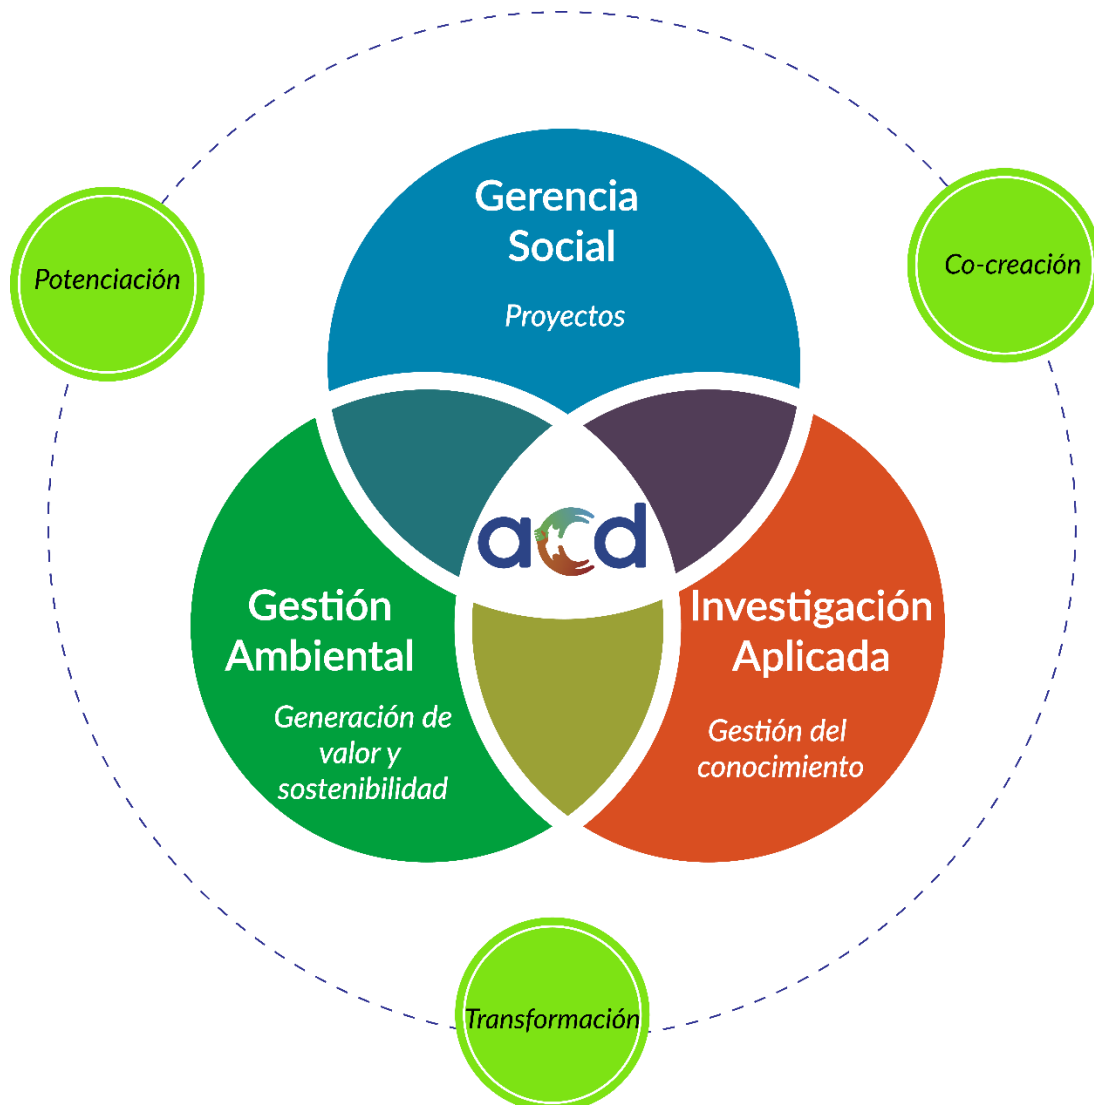 Gerencia
Social
Proyectos
Potenciación
Co-creación
acd
Gestión
Ambiental
Generación de
valor y
sostenibilidad
Investigación
Aplicada
Gestión del
conocimiento
Transformación